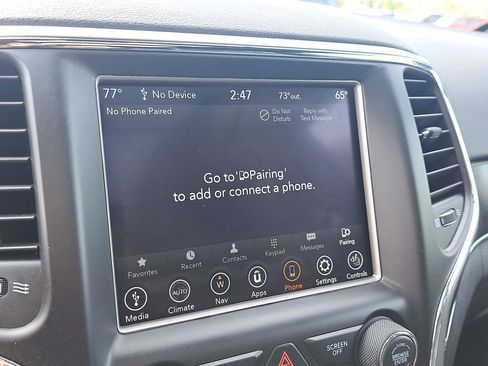 77° No Device 2:47 73°out. 65°
No Phone Paired
Do Not Disturb
Reply with Text Message
Go to 'Pairing'
to add or connect a phone.
Favorites Recent Contacts Keypad Messages Pairing
AUTO W
Media Climate Nav Apps Phone Settings Controls
SCREEN OFF
ENTER
BROWSE